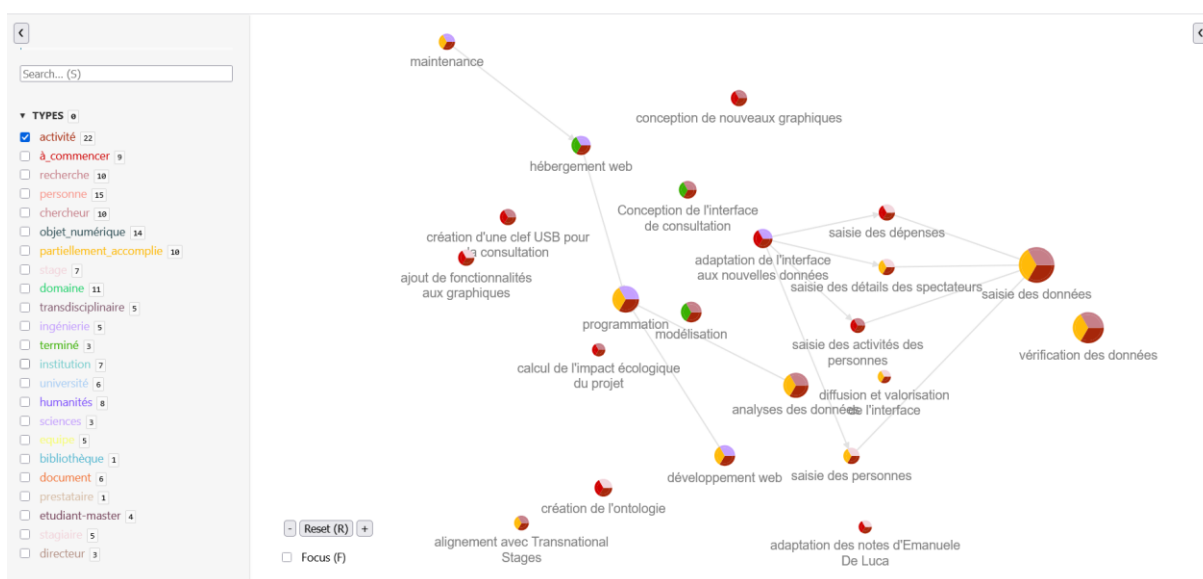 Search... (S)
▼ TYPES 0
activité 22
à_commencer 9
recherche 10
personne 15
chercheur 10
objet_numérique 14
partiellement_accomplie 10
stage 7
domaine 11
transdisciplinaire 5
ingénierie 5
terminé 3
institution 7
université 6
humanités 8
sciences 3
équipe 5
bibliothèque 1
document 6
prestataire 1
etudiant-master 4
stagiaire 5
directeur 3
maintenance
conception de nouveaux graphiques
hébergement web
Conception de l'interface
de consultation
création d'une clef USB pour
la consultation
saisie des dépenses
adaptation de l'interface
aux nouvelles données
ajout de fonctionnalités
aux graphiques
saisie des détails des spectateurs
saisie des données
programmation
modélisation
saisie des activités des
personnes
vérification des données
calcul de l'impact écologique
du projet
diffusion et valorisation
de l'interface
analyses des données
développement web
saisie des personnes
création de l'ontologie
- Reset (R) +
Focus (F)
alignement avec Transnational
Stages
adaptation des notes d'Emanuele
De Luca